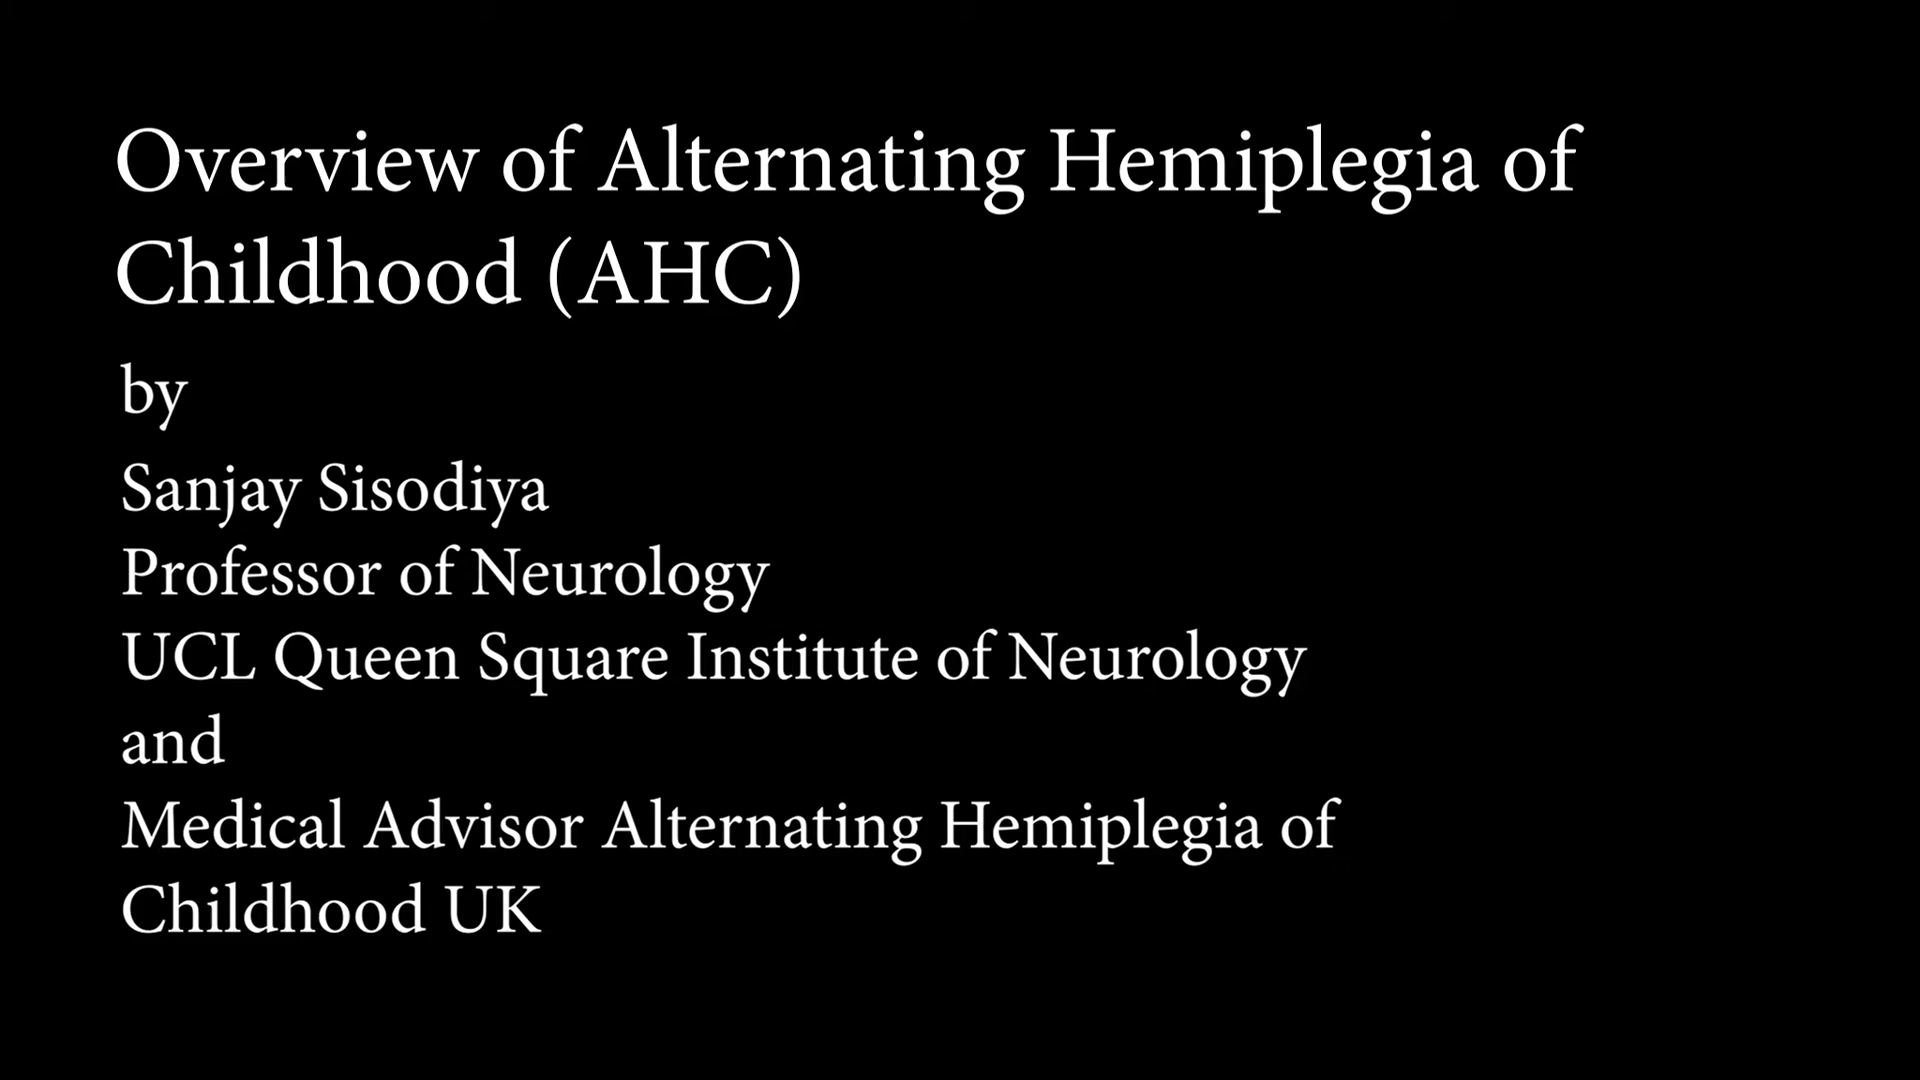 Overview of Alternating Hemiplegia of
Childhood (AHC)
by
Sanjay Sisodiya
Professor of Neurology
UCL Queen Square Institute of Neurology
and
Medical Advisor Alternating Hemiplegia of
Childhood UK